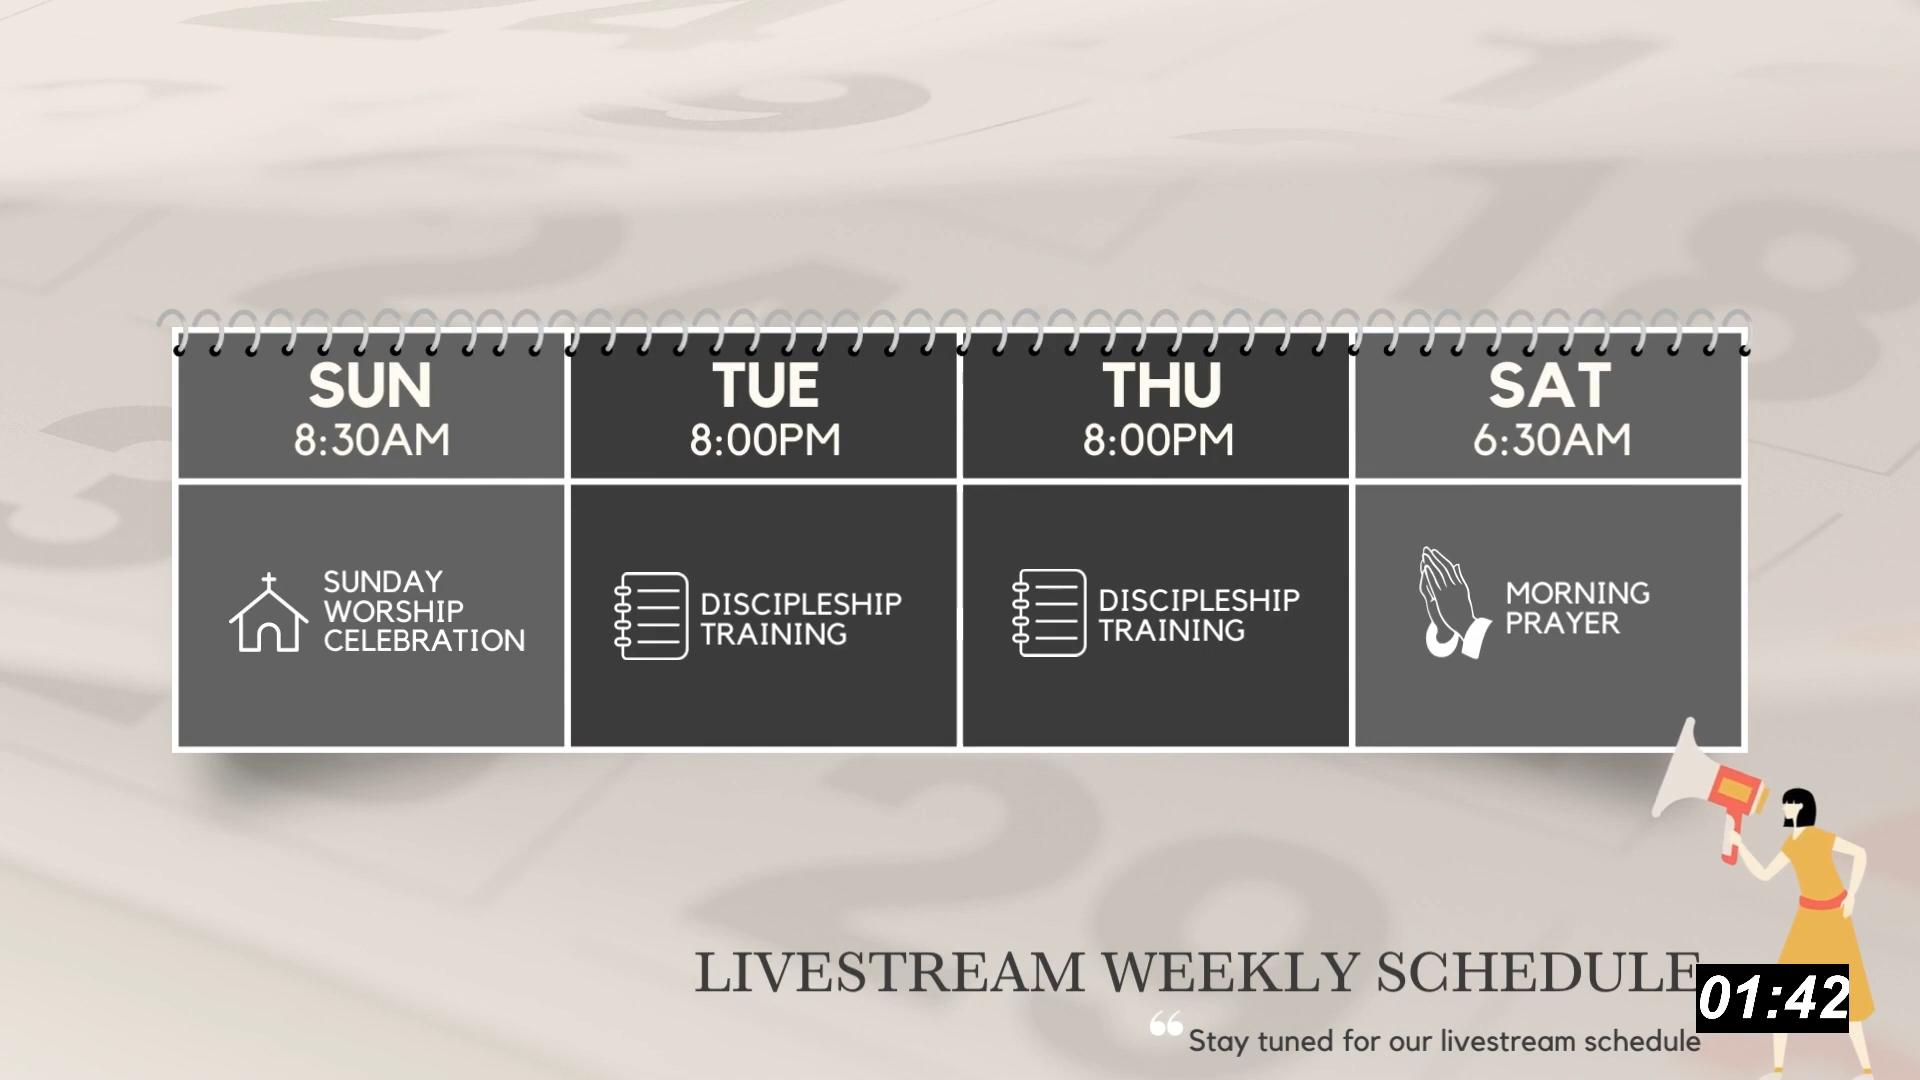 SUN
8:30AM
TUE
8:00PM
THU
8:00PM
SAT
6:30AM
SUNDAY
WORSHIP
CELEBRATION
DISCIPLESHIP
TRAINING
DISCIPLESHIP
TRAINING
MORNING
PRAYER
LIVESTREAM WEEKLY SCHEDULE
01:42
“Stay tuned for our livestream schedule